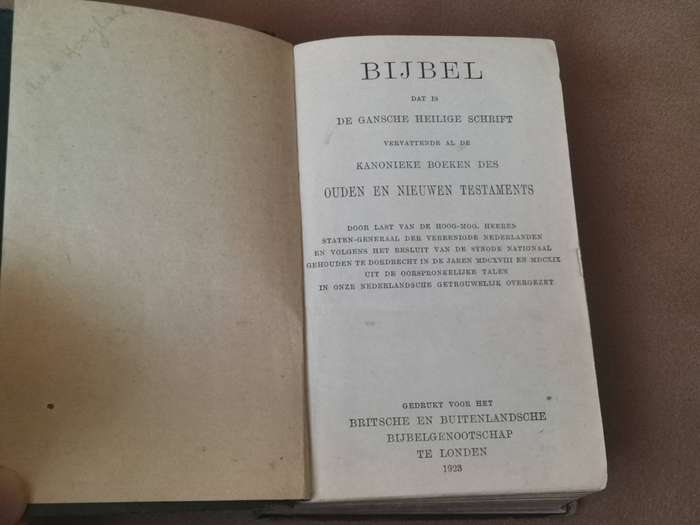 BIJBEL
DAT IS
DE GANSCHE HEILIGE SCHRIFT
VERVATTENDE AL DE
KANONIEKE BOEKEN DES
OUDEN EN NIEUWEN TESTAMENTS
DOOR LAST VAN DE HOOG-MOG. HEEREN
STATEN-GENERAAL DER VEREENIGDE NEDERLANDEN
EN VOLGENS HET BESLUIT VAN DE SYNODE NATIONAAL
GEHOUDEN TE DORDRECHT IN DE JAREN MDCXVIII EN MDCXIX
UIT DE OORSPRONKELIJKE TALEN
IN ONZE NEDERLANDSCHE GETROUWELIJK OVERGEZET
GEDRUKT VOOR HET
BRITSCHE EN BUITENLANDSCHE
BIJBELGENOOTSCHAP
TE LONDEN
1923